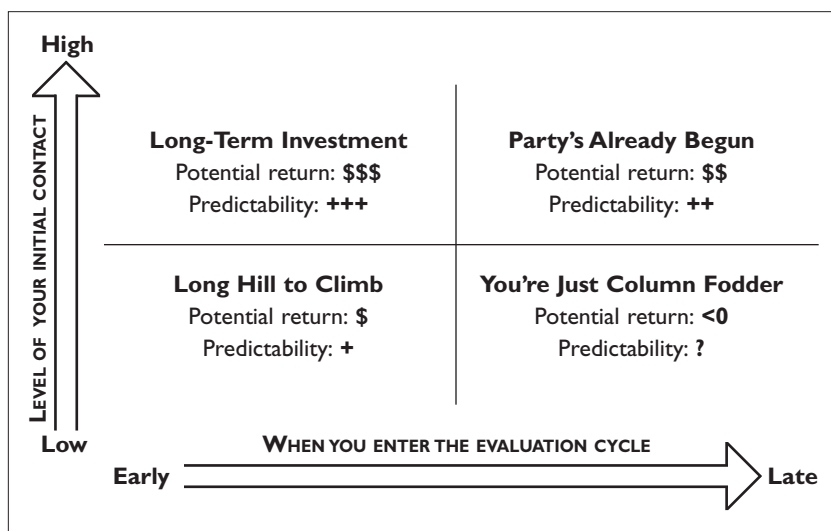 High
LEVEL OF YOUR INITIAL CONTACT
Long-Term Investment
Potential return: $$$
Predictability: +++
Party's Already Begun
Potential return: $$
Predictability: ++
Long Hill to Climb
Potential return: $
Predictability: +
You're Just Column Fodder
Potential return: <0
Predictability: ?
Low
WHEN YOU ENTER THE EVALUATION CYCLE
Early
Late